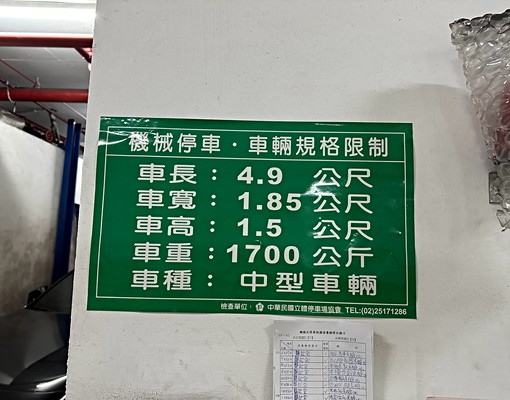 機械停車・車輛規格限制
車長：4.9 公尺
車寬：1.85 公尺
車高：1.5 公尺
車重：1700 公斤
車種：中型車輛
檢查單位：中華民國立體停車場協會 TEL:(02)25171286